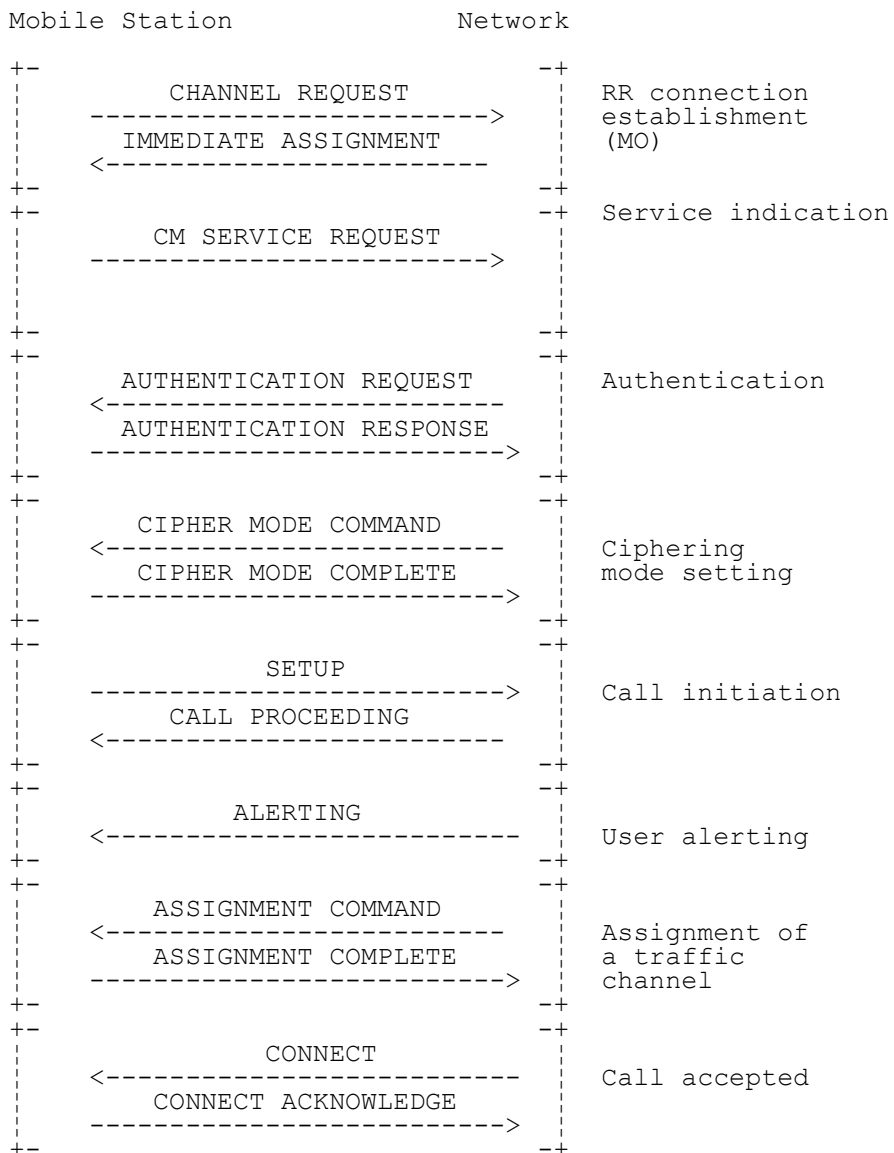 Mobile Station                Network
+-                                -+
¦         CHANNEL REQUEST          ¦  RR connection
¦    ------------------------->    ¦  establishment
¦      IMMEDIATE ASSIGNMENT        ¦  (MO)
¦    <------------------------     ¦
+-                                -+
+-                                -+  Service indication
¦        CM SERVICE REQUEST        ¦
¦    ------------------------->    ¦
¦                                  ¦
¦                                  ¦
+-                                -+
+-                                -+
¦      AUTHENTICATION REQUEST      ¦  Authentication
¦    <-------------------------    ¦
¦      AUTHENTICATION RESPONSE     ¦
¦    -------------------------->   ¦
+-                                -+
+-                                -+
¦       CIPHER MODE COMMAND        ¦
¦    <-------------------------    ¦  Ciphering
¦       CIPHER MODE COMPLETE       ¦  mode setting
¦    -------------------------->   ¦
+-                                -+
+-                                -+
¦               SETUP              ¦
¦    -------------------------->   ¦  Call initiation
¦         CALL PROCEEDING          ¦
¦    <-------------------------    ¦
+-                                -+
+-                                -+
¦             ALERTING             ¦
¦    <--------------------------   ¦  User alerting
+-                                -+
+-                                -+
¦        ASSIGNMENT COMMAND        ¦
¦    <-------------------------    ¦  Assignment of
¦        ASSIGNMENT COMPLETE       ¦  a traffic
¦    -------------------------->   ¦  channel
+-                                -+
+-                                -+
¦               CONNECT            ¦
¦    <--------------------------   ¦  Call accepted
¦        CONNECT ACKNOWLEDGE       ¦
¦    -------------------------->   ¦
+-                                -+